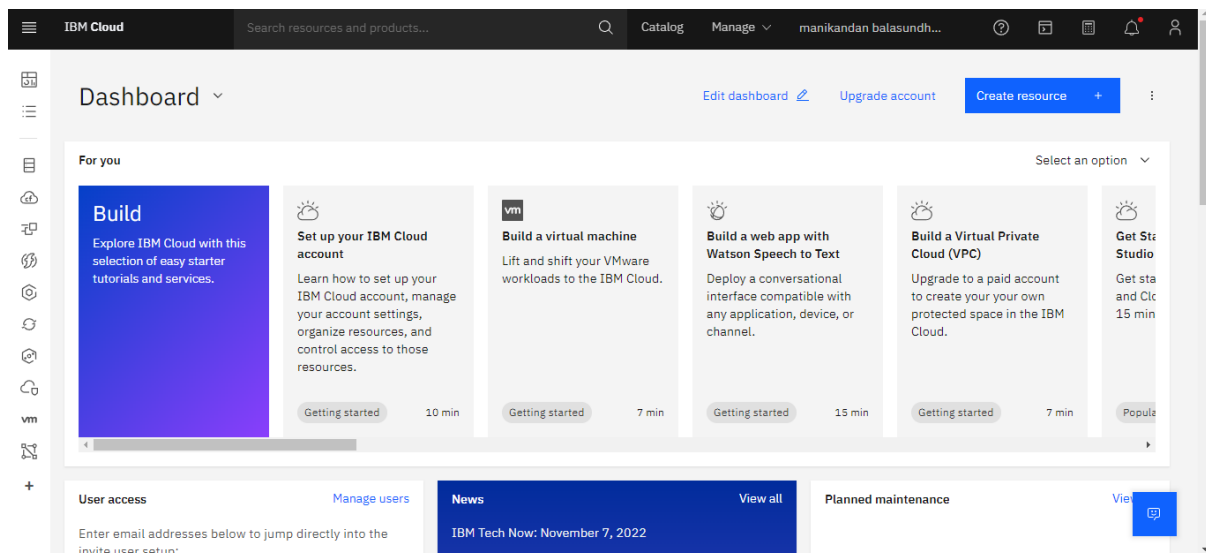 IBM Cloud
Search resources and products...
Catalog
Manage
manikandan balasundh...
Dashboard
Edit dashboard
Upgrade account
Create resource +
For you
Select an option
Build
Explore IBM Cloud with this
selection of easy starter
tutorials and services.
Set up your IBM Cloud
account
Learn how to set up your
IBM Cloud account, manage
your account settings,
organize resources, and
control access to those
resources.
Getting started
10 min
vm
Build a virtual machine
Lift and shift your VMware
workloads to the IBM Cloud.
Getting started
7 min
Build a web app with
Watson Speech to Text
Deploy a conversational
interface compatible with
any application, device, or
channel.
Getting started
15 min
Build a Virtual Private
Cloud (VPC)
Upgrade to a paid account
to create your your own
protected space in the IBM
Cloud.
Getting started
7 min
Get Sta
Studio
Get sta
and Clo
15 min
Popula
vm
User access
Manage users
Enter email addresses below to jump directly into the
invite user setup:
News
View all
IBM Tech Now: November 7, 2022
Planned maintenance
View